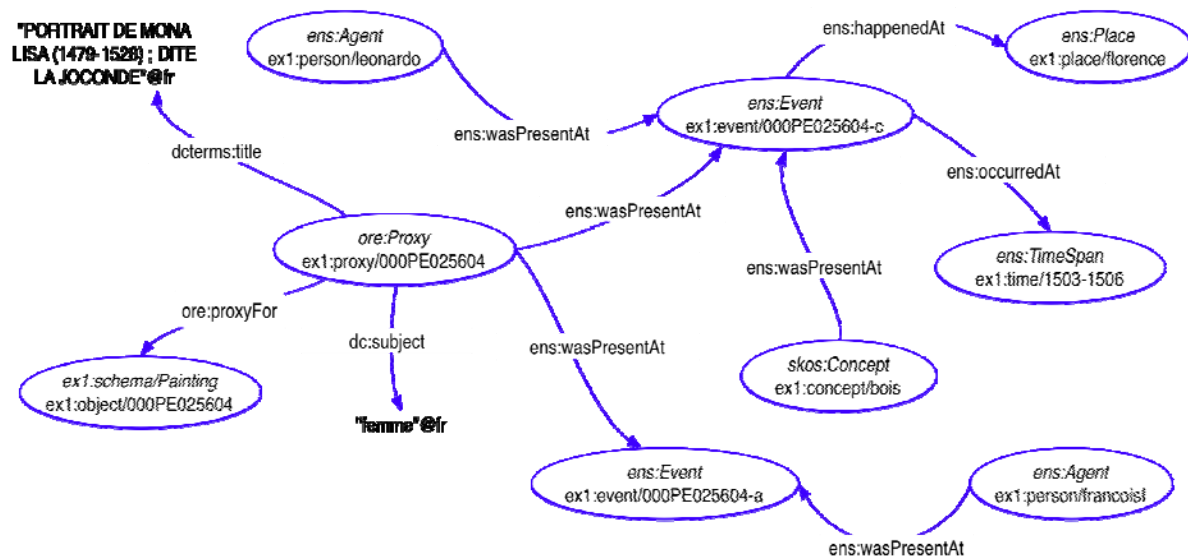 "PORTRAIT DE MONA
LISA (1479-1528) ; DITE
LA JOCONDE"@fr
ens:Agent
ex1:person/leonardo
ens:happenedAt
ens:Place
ex1:place/florence
ens:Event
ex1:event/000PE025604-c
ens:wasPresentAt
dcterms:title
ens:occurredAt
ens:wasPresentAt
ore:Proxy
ex1:proxy/000PE025604
ens:TimeSpan
ex1:time/1503-1506
ens:wasPresentAt
ore:proxyFor
dc:subject
ens:wasPresentAt
ex1:schema/Painting
ex1:object/000PE025604
skos:Concept
ex1:concept/bois
"femme"@fr
ens:Event
ex1:event/000PE025604-a
ens:Agent
ex1:person/francoisI
ens:wasPresentAt